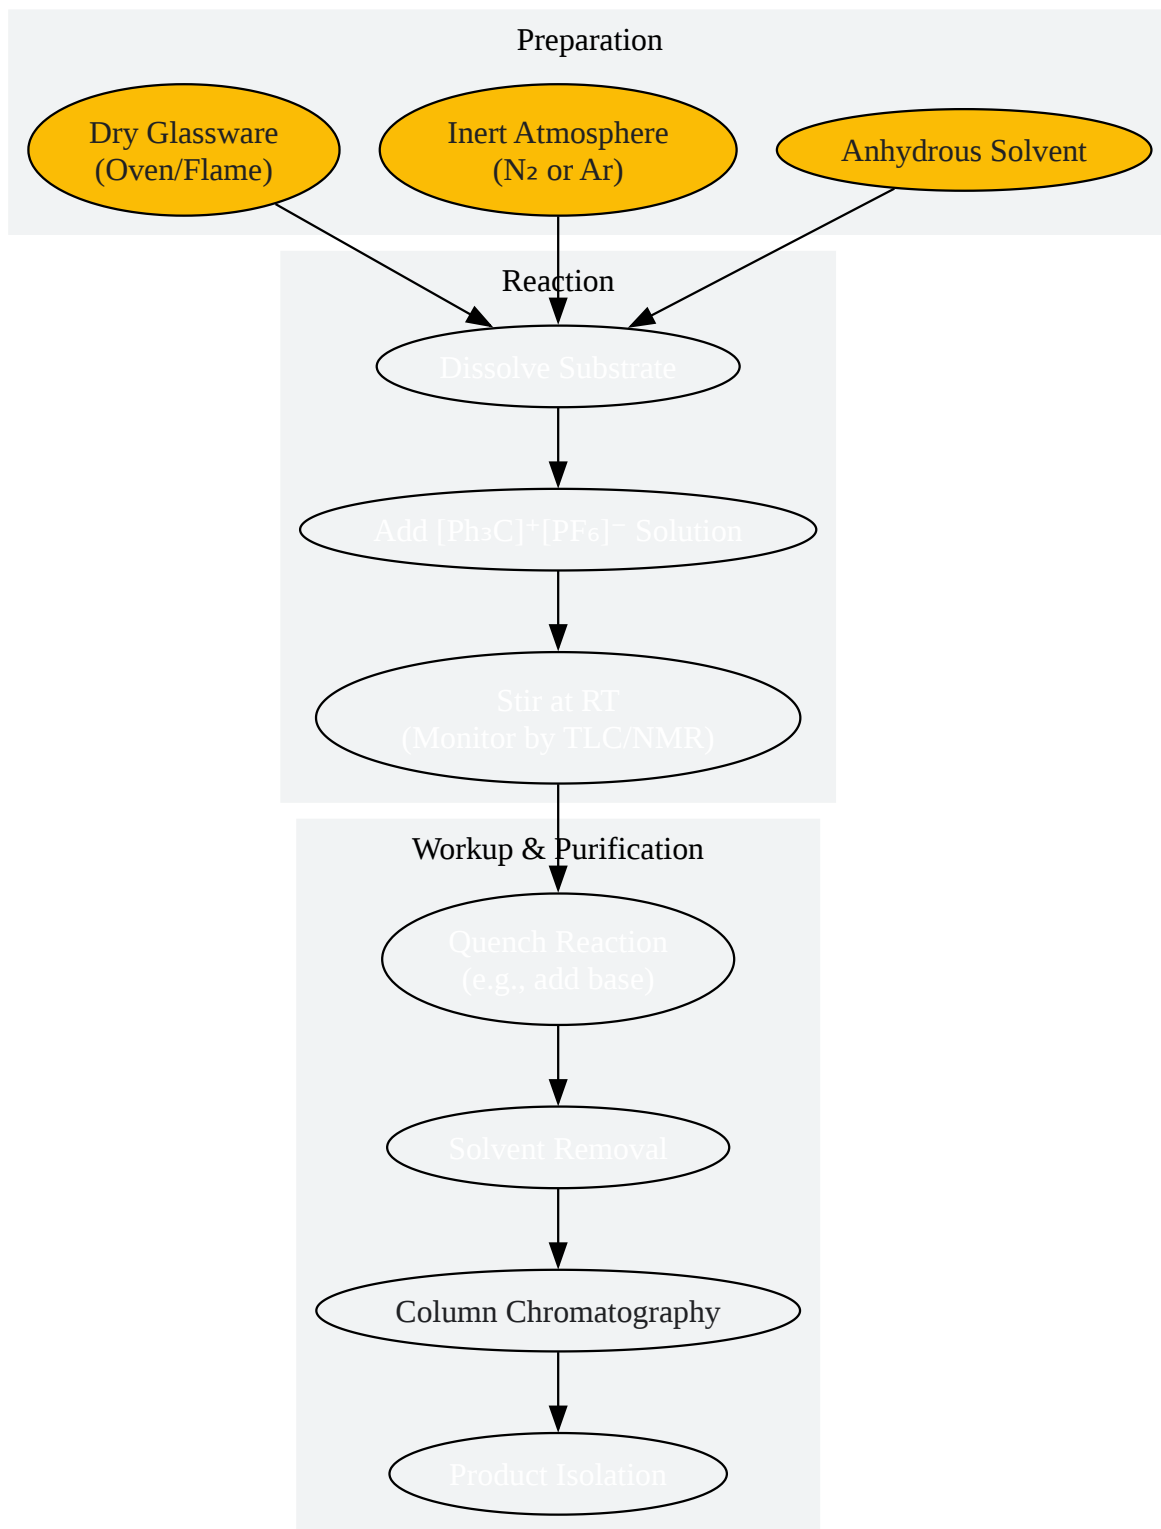 Preparation
Dry Glassware
(Oven/Flame)
Inert Atmosphere
(N₂ or Ar)
Anhydrous Solvent
Reaction
Dissolve Substrate
Add [Ph₃C]⁺[PF₆]⁻ Solution
Stir at RT
(Monitor by TLC/NMR)
Workup & Purification
Quench Reaction
(e.g., add base)
Solvent Removal
Column Chromatography
Product Isolation